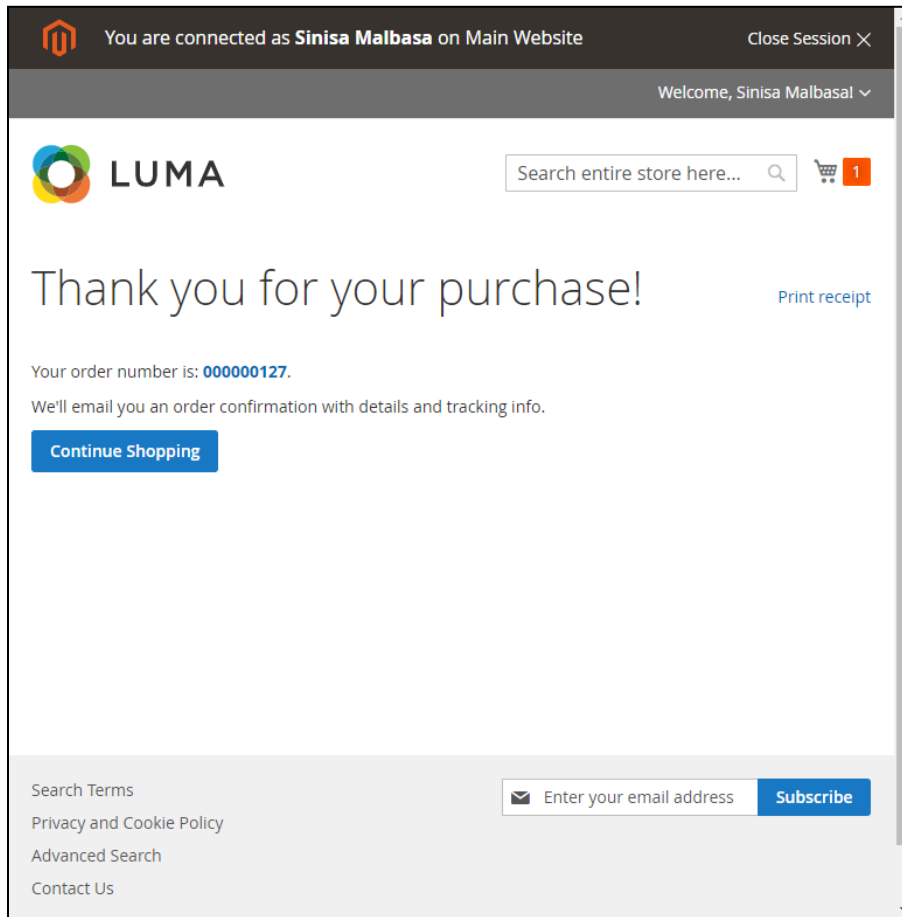 You are connected as Sinisa Malbasa on Main Website
Close Session
Welcome, Sinisa Malbasa!
LUMA
Search entire store here...
1
Thank you for your purchase!
Print receipt
Your order number is: 000000127.
We'll email you an order confirmation with details and tracking info.
Continue Shopping
Search Terms
Enter your email address
Subscribe
Privacy and Cookie Policy
Advanced Search
Contact Us